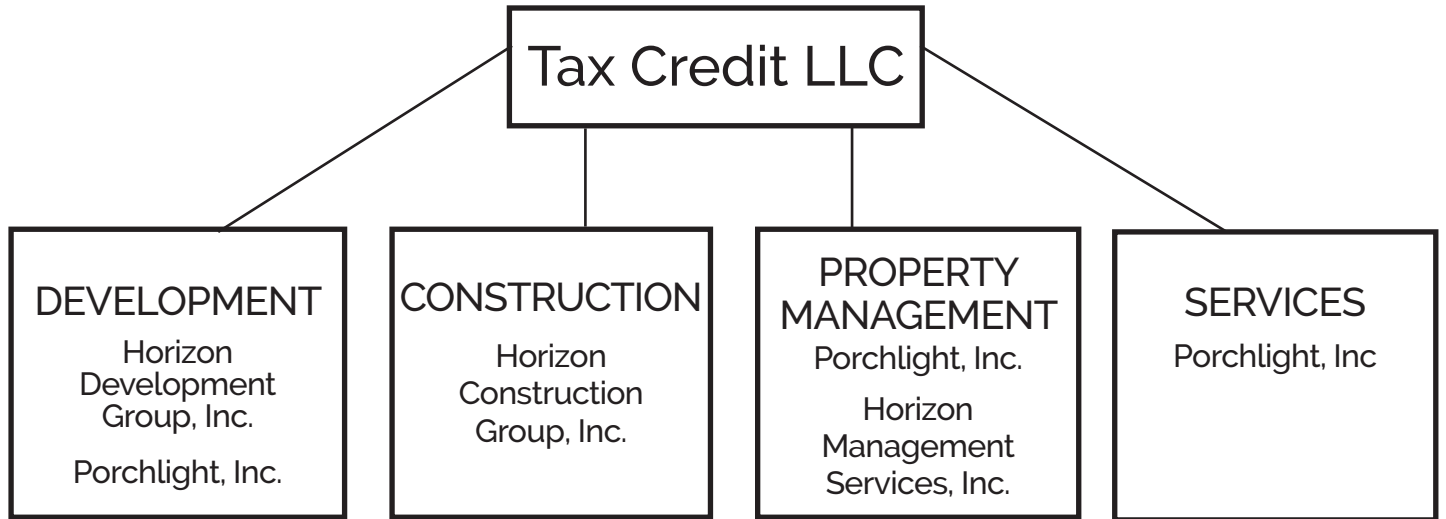 Tax Credit LLC
DEVELOPMENT
Horizon
Development
Group, Inc.
Porchlight, Inc.
CONSTRUCTION
Horizon
Construction
Group, Inc.
PROPERTY
MANAGEMENT
Porchlight, Inc.
Horizon
Management
Services, Inc.
SERVICES
Porchlight, Inc